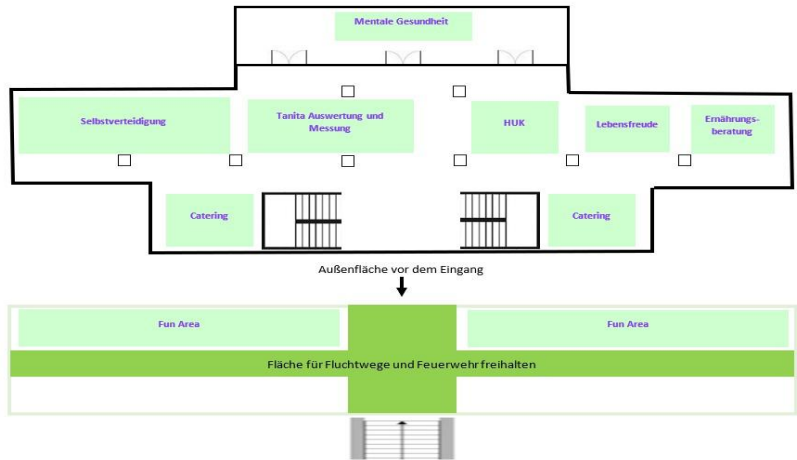 Mentale Gesundheit
Selbstverteidigung
Tanita Auswertung und
Messung
HUK
Lebensfreude
Ernährungs-
beratung
Catering
Catering
Außenfläche vor dem Eingang
Fun Area
Fun Area
Fläche für Fluchtwege und Feuerwehr freihalten